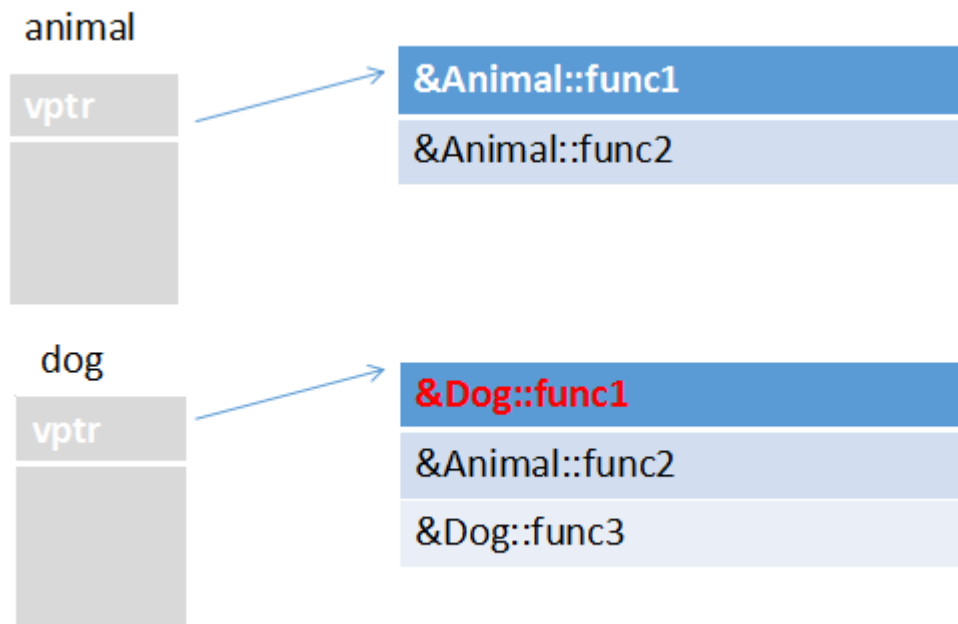 animal
vptr
&Animal::func1
&Animal::func2
dog
vptr
&Dog::func1
&Animal::func2
&Dog::func3